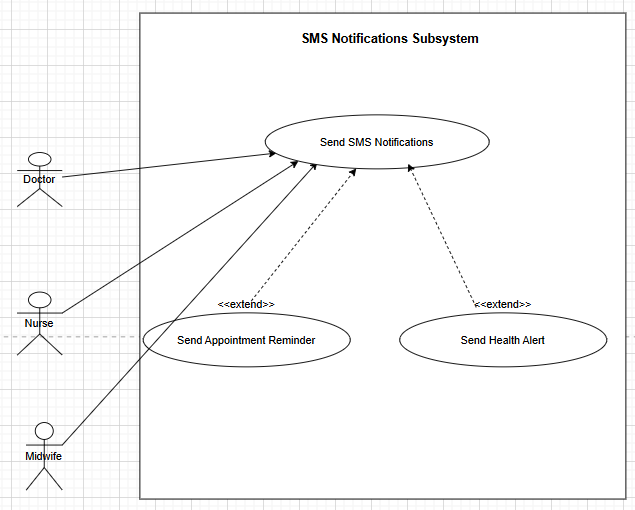 SMS Notifications Subsystem
Send SMS Notifications
Doctor
<<extend>>
<<extend>>
Nurse
Send Appointment Reminder
Send Health Alert
Midwife